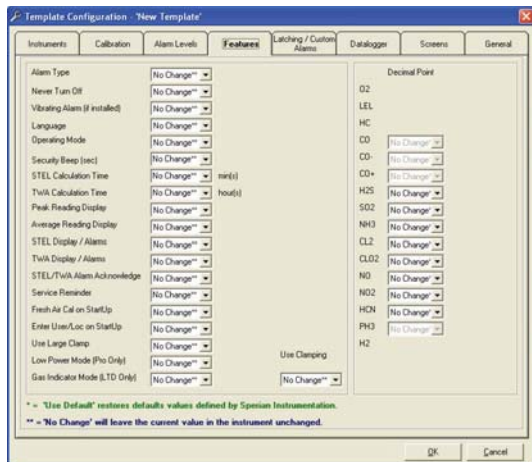 Template Configuration - 'New Template'
Instruments
Calibration
Alarm Levels
Features
Latching / Custom Alarms
Datalogger
Screens
General
Alarm Type No Change**
Never Turn Off No Change**
Vibrating Alarm (if installed) No Change**
Language No Change**
Operating Mode No Change**
Security Beep (sec) No Change**
STEL Calculation Time No Change** min(s)
TWA Calculation Time No Change** hour(s)
Peak Reading Display No Change**
Average Reading Display No Change**
STEL Display / Alarms No Change**
TWA Display / Alarms No Change**
STEL/TWA Alarm Acknowledge No Change**
Service Reminder No Change**
Fresh Air Cal on StartUp No Change**
Enter User/Loc on StartUp No Change**
Use Large Clamp No Change**
Low Power Mode (Pro Only) No Change**
Gas Indicator Mode (LTD Only) No Change**
Use Clamping
No Change**
Decimal Point
O2
LEL
HC
CO No Change*
CO- No Change*
CO+ No Change*
H2S No Change*
SO2 No Change*
NH3 No Change*
CL2 No Change*
CLO2 No Change*
NO No Change*
NO2 No Change*
HCN No Change*
PH3 No Change*
H2
* = 'Use Default' restores defaults values defined by Sperian Instrumentation.
** = 'No Change' will leave the current value in the instrument unchanged.
OK
Cancel